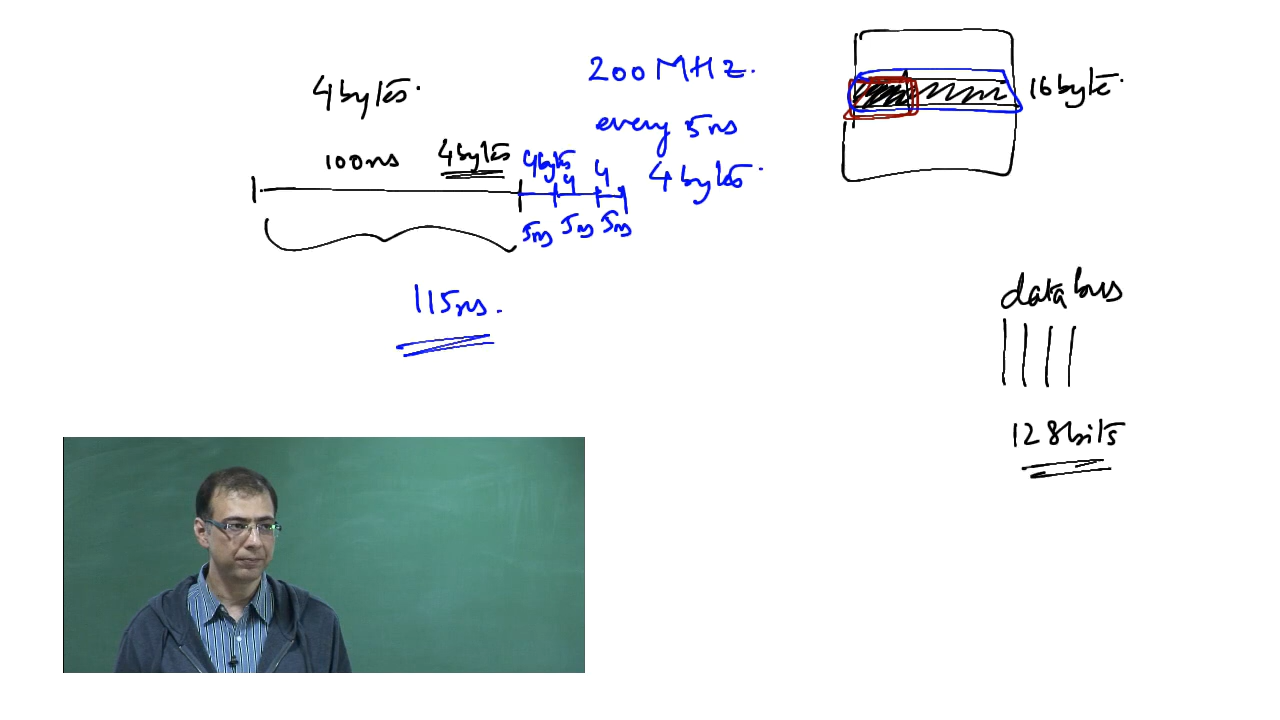 4 bytes.
100ns
4 bytes
4 bytes
4
4
5ns
5ns
5ns
115ns.
200 MHz.
every 5ns
4 bytes.
16 byte.
data bus
128 bits